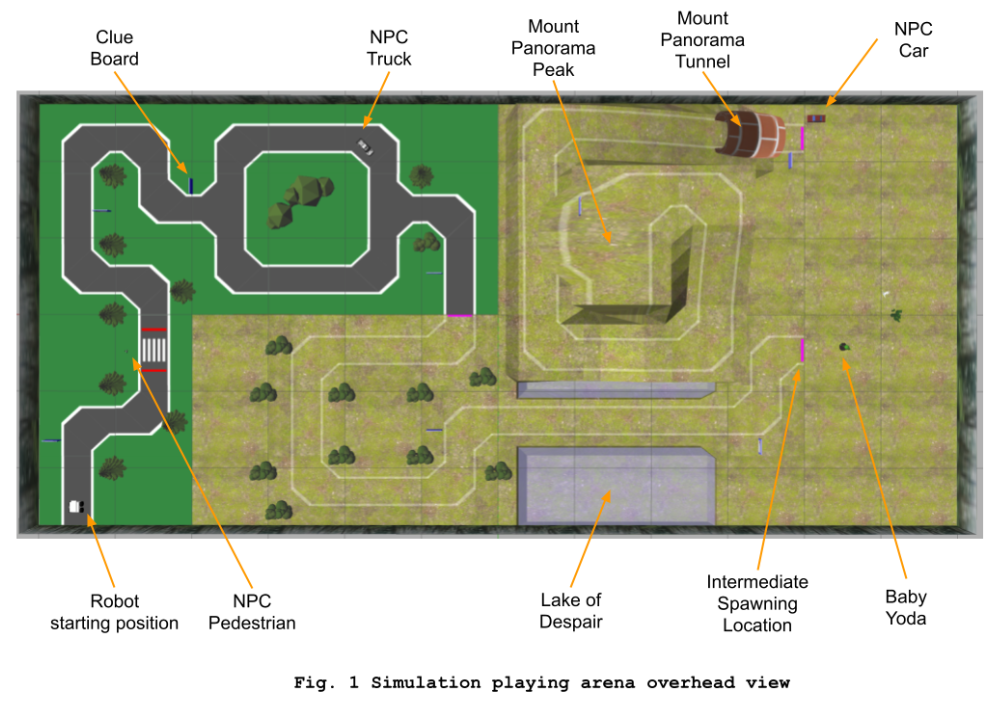 Clue
Board
NPC
Truck
Mount
Panorama
Peak
Mount
Panorama
Tunnel
NPC
Car
Robot
starting position
NPC
Pedestrian
Lake of
Despair
Intermediate
Spawning
Location
Baby
Yoda
Fig. 1 Simulation playing arena overhead view